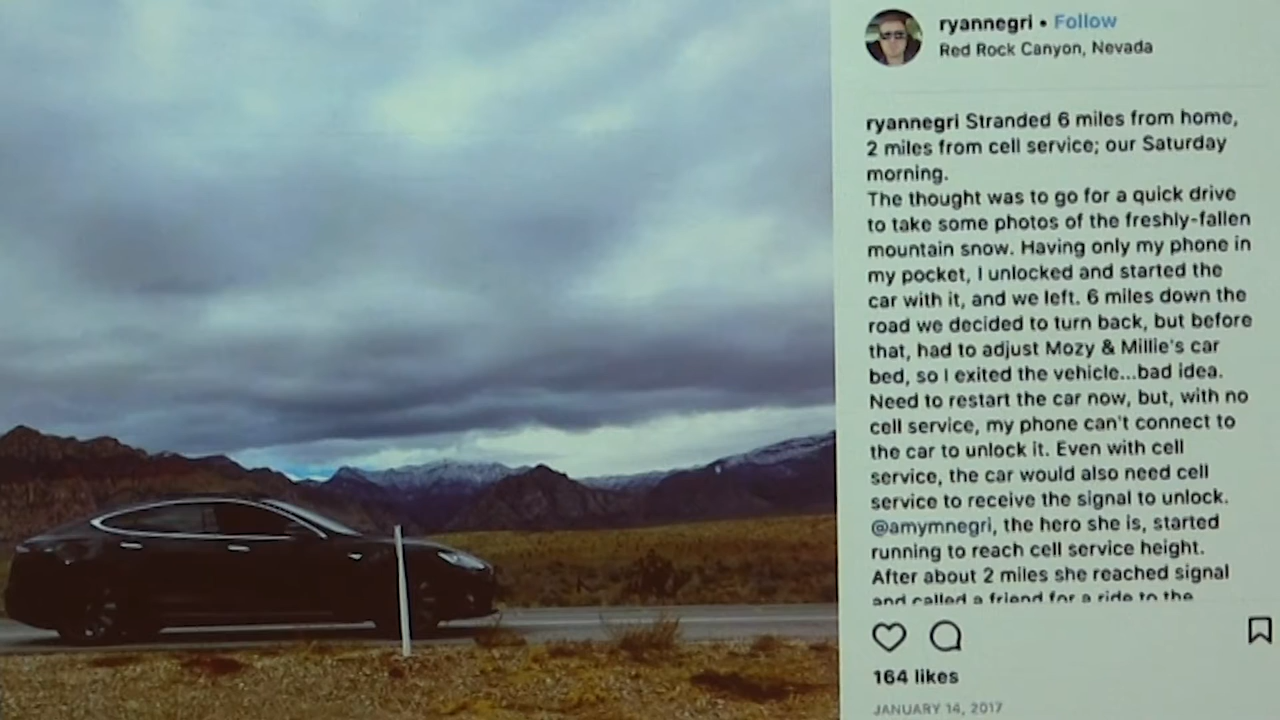 ryannegri • Follow
Red Rock Canyon, Nevada
ryannegri Stranded 6 miles from home,
2 miles from cell service; our Saturday
morning.
The thought was to go for a quick drive
to take some photos of the freshly-fallen
mountain snow. Having only my phone in
my pocket, I unlocked and started the
car with it, and we left. 6 miles down the
road we decided to turn back, but before
that, had to adjust Mozy & Millie's car
bed, so I exited the vehicle...bad idea.
Need to restart the car now, but, with no
cell service, my phone can't connect to
the car to unlock it. Even with cell
service, the car would also need cell
service to receive the signal to unlock.
@amymnegri, the hero she is, started
running to reach cell service height.
After about 2 miles she reached signal
and called a friend for a ride to the
164 likes
JANUARY 14, 2017